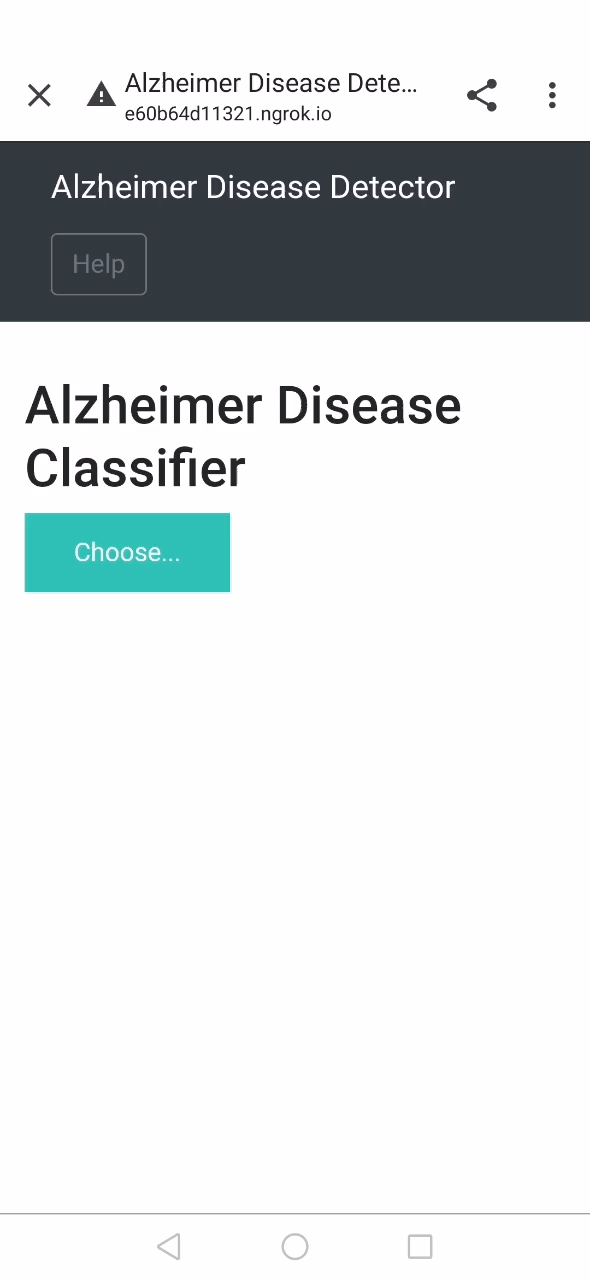 Alzheimer Disease Dete...
e60b64d11321.ngrok.io
Alzheimer Disease Detector
Help
Alzheimer Disease
Classifier
Choose...